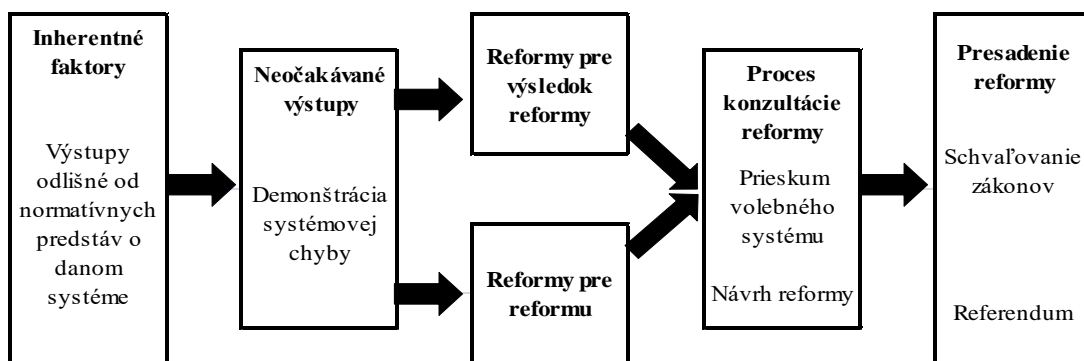 Inherentné
faktory
Výstupy
odlišné od
normatívnych
predstáv o
danom
systéme
Neočakávané
výstupy
Demonštrácia
systémovej
chyby
Reformy pre
výsledok
reformy
Reformy pre
reformu
Proces
konzultácie
reformy
Prieskum
volebného
systému
Návrh reformy
Presadenie
reformy
Schvaľovanie
zákonov
Referendum